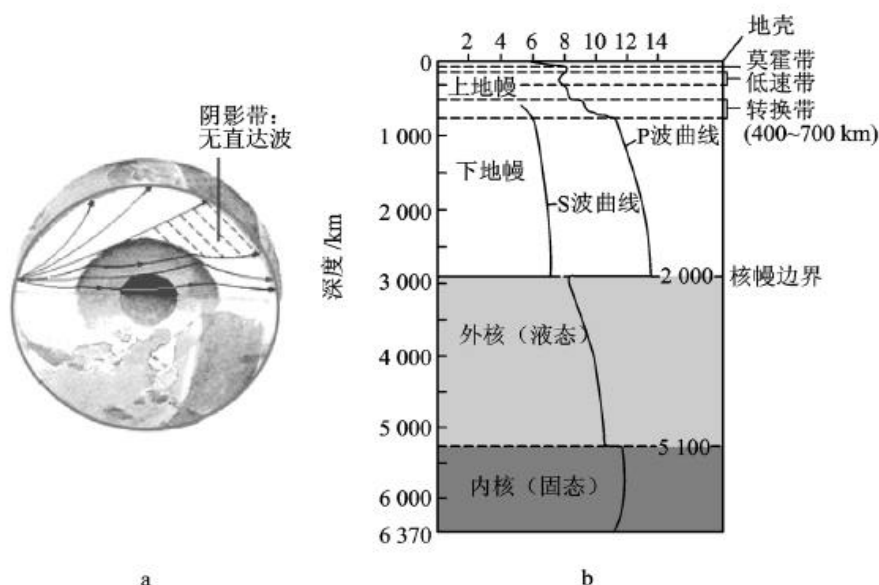 阴影带:
无直达波
a
2 4 6 8 10 12 14
地壳
莫霍带
低速带
转换带
(400~700 km)
0
1 000
2 000
3 000
4 000
5 000
6 000
6 370
深度/km
上地幔
下地幔
P波曲线
S波曲线
2 000
核幔边界
外核（液态）
5 100
内核（固态）
b